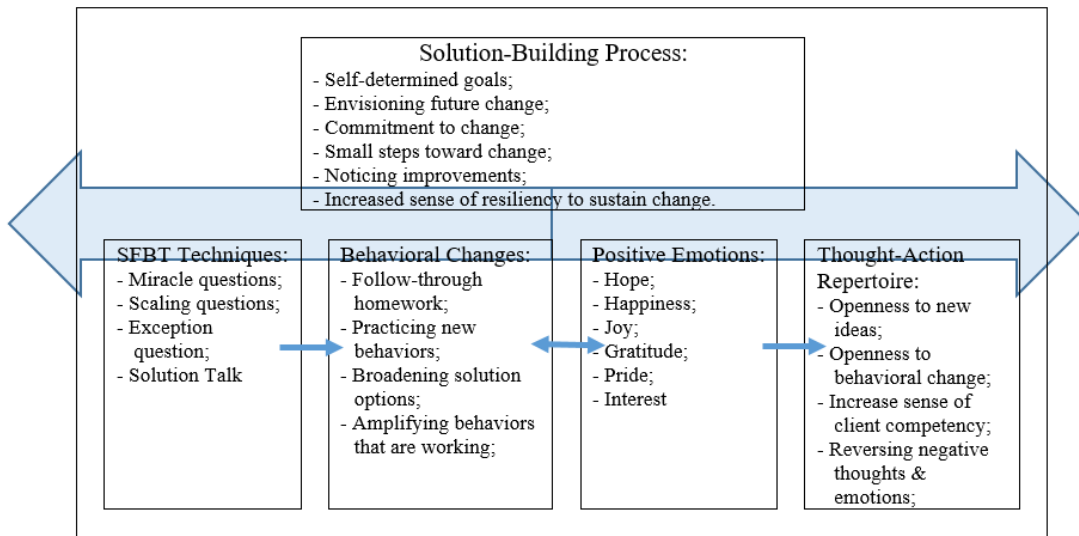 Solution-Building Process:
- Self-determined goals;
- Envisioning future change;
- Commitment to change;
- Small steps toward change;
- Noticing improvements;
- Increased sense of resiliency to sustain change.
SFBT Techniques:
- Miracle questions;
- Scaling questions;
- Exception
question;
- Solution Talk
Behavioral Changes:
- Follow-through
homework;
- Practicing new
behaviors;
- Broadening solution
options;
- Amplifying behaviors
that are working;
Positive Emotions:
- Hope;
- Happiness;
- Joy;
- Gratitude;
- Pride;
- Interest
Thought-Action
Repertoire:
- Openness to new
ideas;
- Openness to
behavioral change;
- Increase sense of
client competency;
- Reversing negative
thoughts &
emotions;